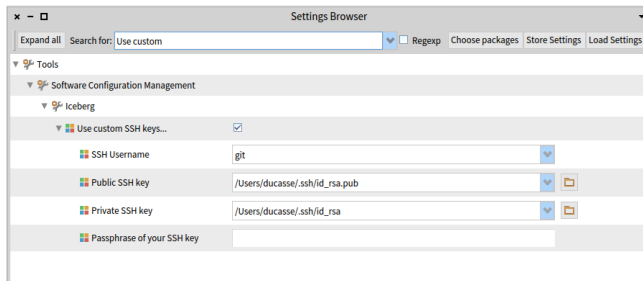 Settings Browser
Expand all Search for: Use custom Regexp Choose packages Store Settings Load Settings
Tools
Software Configuration Management
Iceberg
Use custom SSH keys...
SSH Username git
Public SSH key /Users/ducasse/.ssh/id_rsa.pub
Private SSH key /Users/ducasse/.ssh/id_rsa
Passphrase of your SSH key